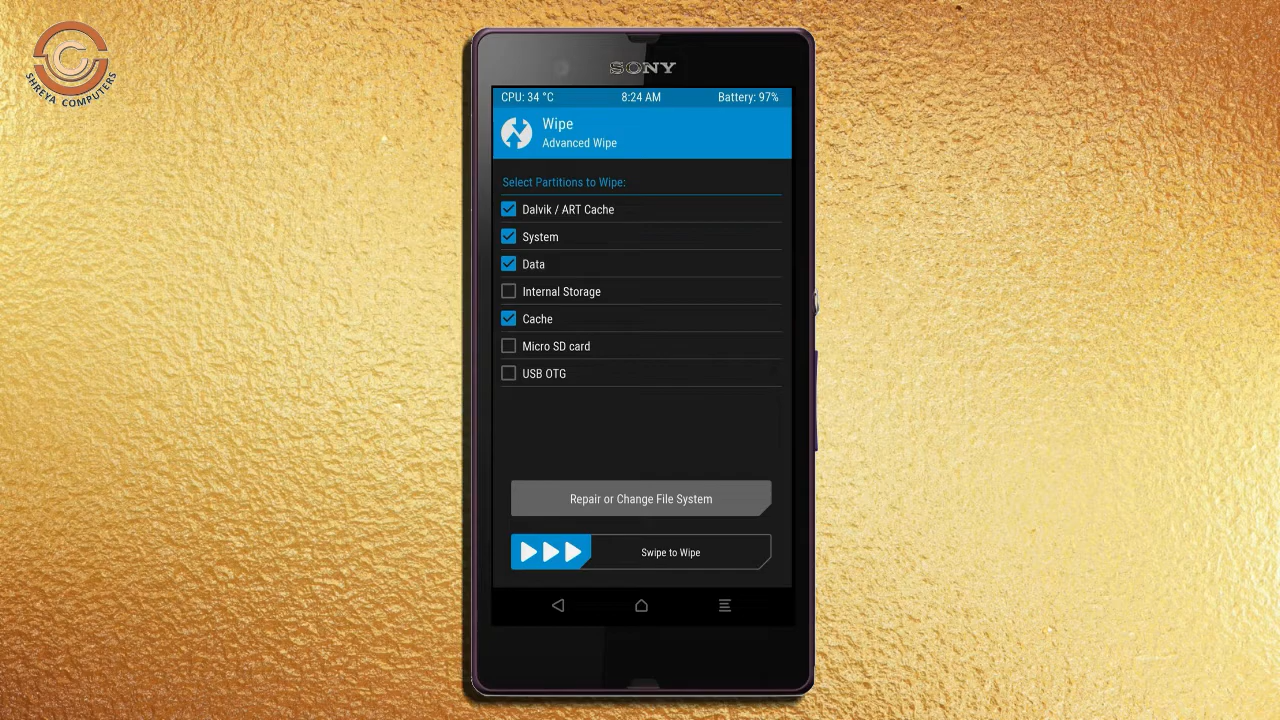 SHREYA COMPUTERS
SONY
CPU: 34 °C 8:24 AM Battery: 97%
Wipe
Advanced Wipe
Select Partitions to Wipe:
Dalvik / ART Cache
System
Data
Internal Storage
Cache
Micro SD card
USB OTG
Repair or Change File System
Swipe to Wipe